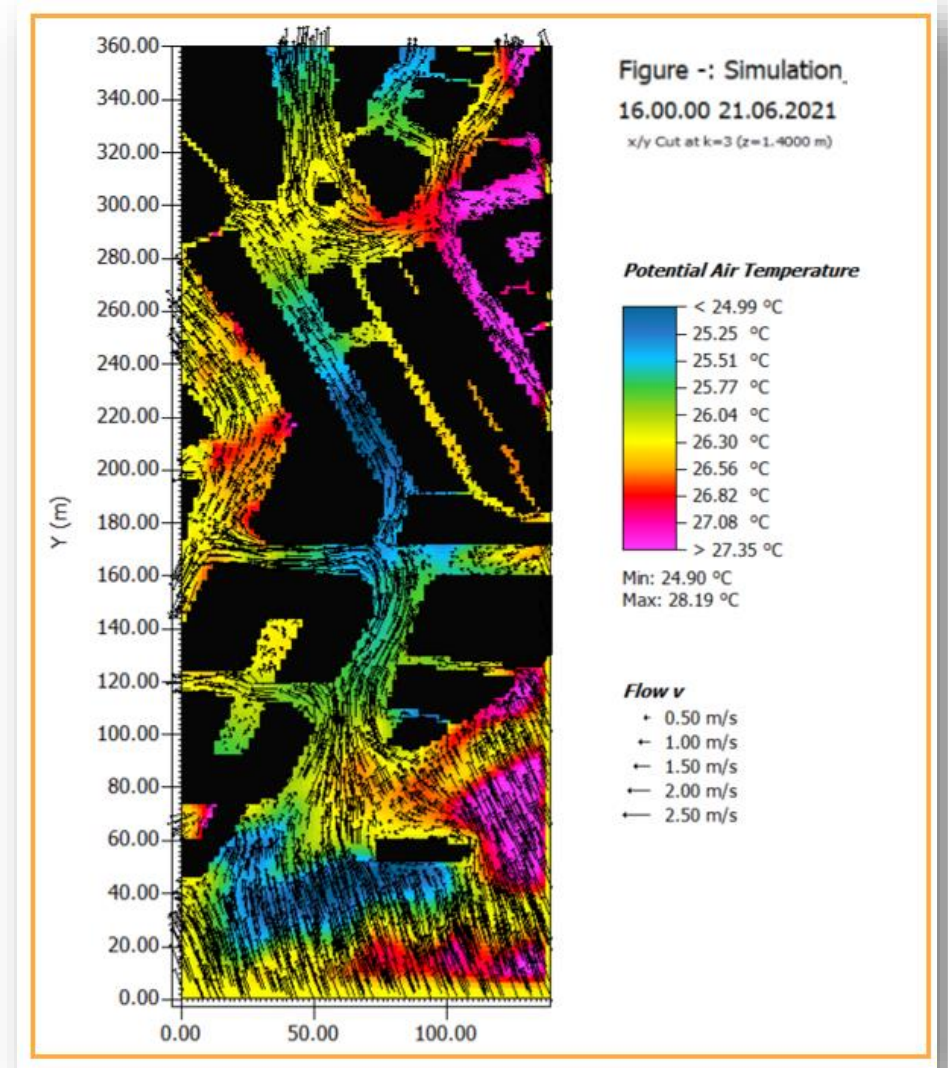 Figure -: Simulation
16.00.00 21.06.2021
x/y Cut at k=3 (z=1.4000 m)
360.00
340.00
320.00
300.00
280.00
260.00
240.00
220.00
200.00
180.00
160.00
140.00
120.00
100.00
80.00
60.00
40.00
20.00
0.00
Y (m)
0.00 50.00 100.00
Potential Air Temperature
< 24.99 °C
25.25 °C
25.51 °C
25.77 °C
26.04 °C
26.30 °C
26.56 °C
26.82 °C
27.08 °C
> 27.35 °C
Min: 24.90 °C
Max: 28.19 °C
Flow v
0.50 m/s
1.00 m/s
1.50 m/s
2.00 m/s
2.50 m/s